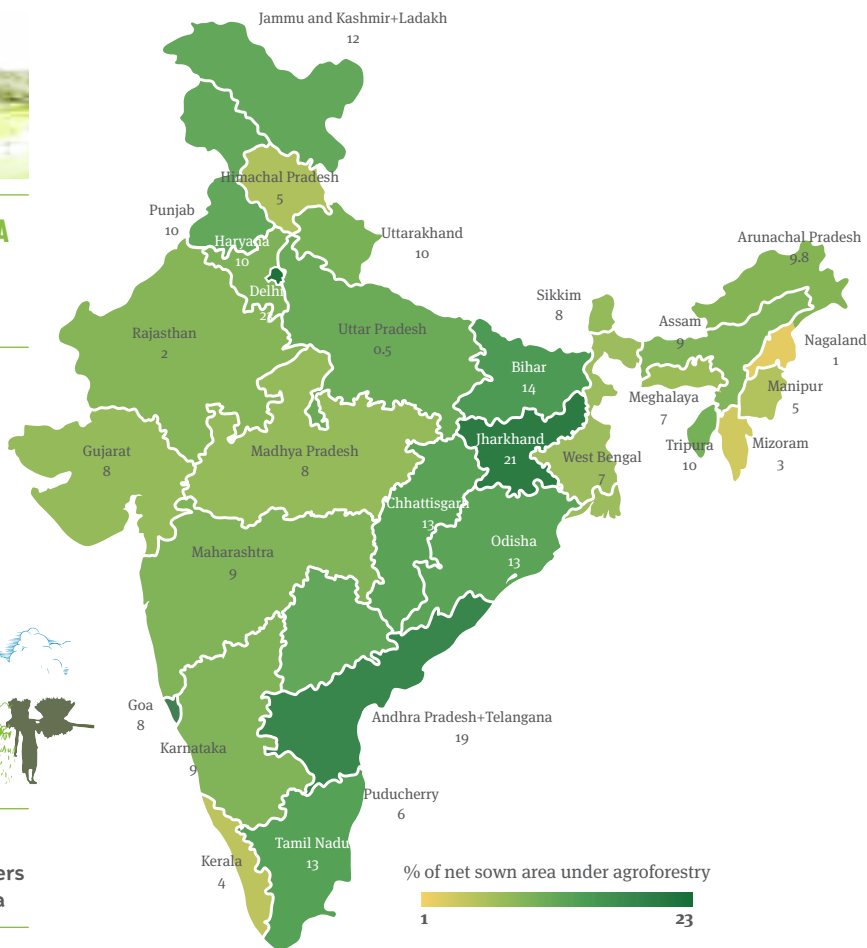 Jammu and Kashmir+Ladakh
12
Himachal Pradesh
5
A
Punjab
10
Uttarakhand
10
Haryana
10
Arunachal Pradesh
9.8
Delhi
Sikkim
8
Assam
9
Rajasthan
2
Uttar Pradesh
0.5
Nagaland
1
Bihar
14
Manipur
5
Meghalaya
7
Gujarat
8
Madhya Pradesh
8
Jharkhand
21
Tripura
10
Mizoram
3
West Bengal
7
Chhattisgarh
13
Odisha
13
Maharashtra
9
Goa
8
Andhra Pradesh+Telangana
19
Karnataka
9
Puducherry
6
Tamil Nadu
13
Kerala
4
ers
a
% of net sown area under agroforestry
1 23